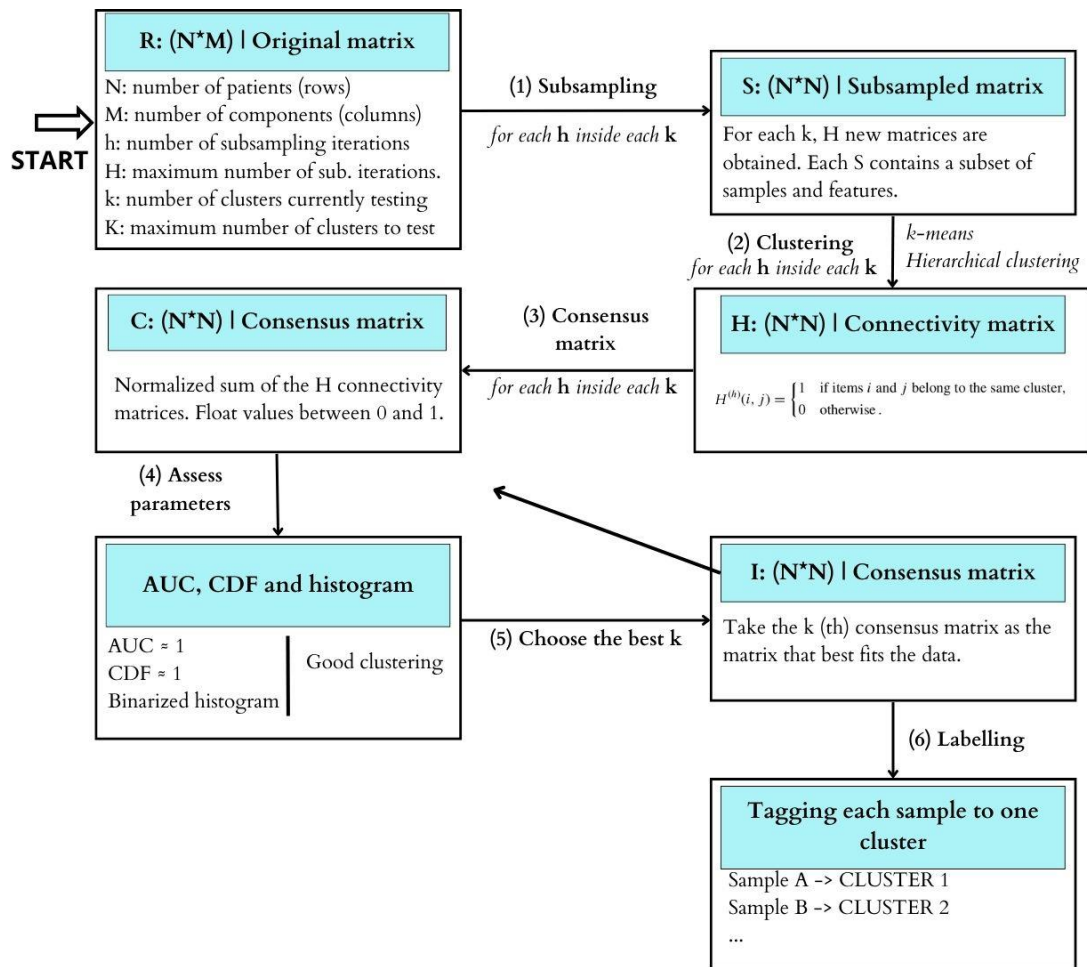 R: (N*M) | Original matrix
N: number of patients (rows)
M: number of components (columns)
h: number of subsampling iterations
H: maximum number of sub. iterations.
k: number of clusters currently testing
K: maximum number of clusters to test
START
(1) Subsampling
for each h inside each k
S: (N*N) | Subsampled matrix
For each k, H new matrices are
obtained. Each S contains a subset of
samples and features.
(2) Clustering
for each h inside each k
k-means
Hierarchical clustering
H: (N*N) | Connectivity matrix
H(h)(i, j) = {1 if items i and j belong to the same cluster,
0 otherwise.
(3) Consensus
matrix
for each h inside each k
C: (N*N) | Consensus matrix
Normalized sum of the H connectivity
matrices. Float values between 0 and 1.
(4) Assess
parameters
AUC, CDF and histogram
AUC ≈ 1
CDF ≈ 1
Binarized histogram
Good clustering
(5) Choose the best k
I: (N*N) | Consensus matrix
Take the k (th) consensus matrix as the
matrix that best fits the data.
(6) Labelling
Tagging each sample to one
cluster
Sample A -> CLUSTER 1
Sample B -> CLUSTER 2
...